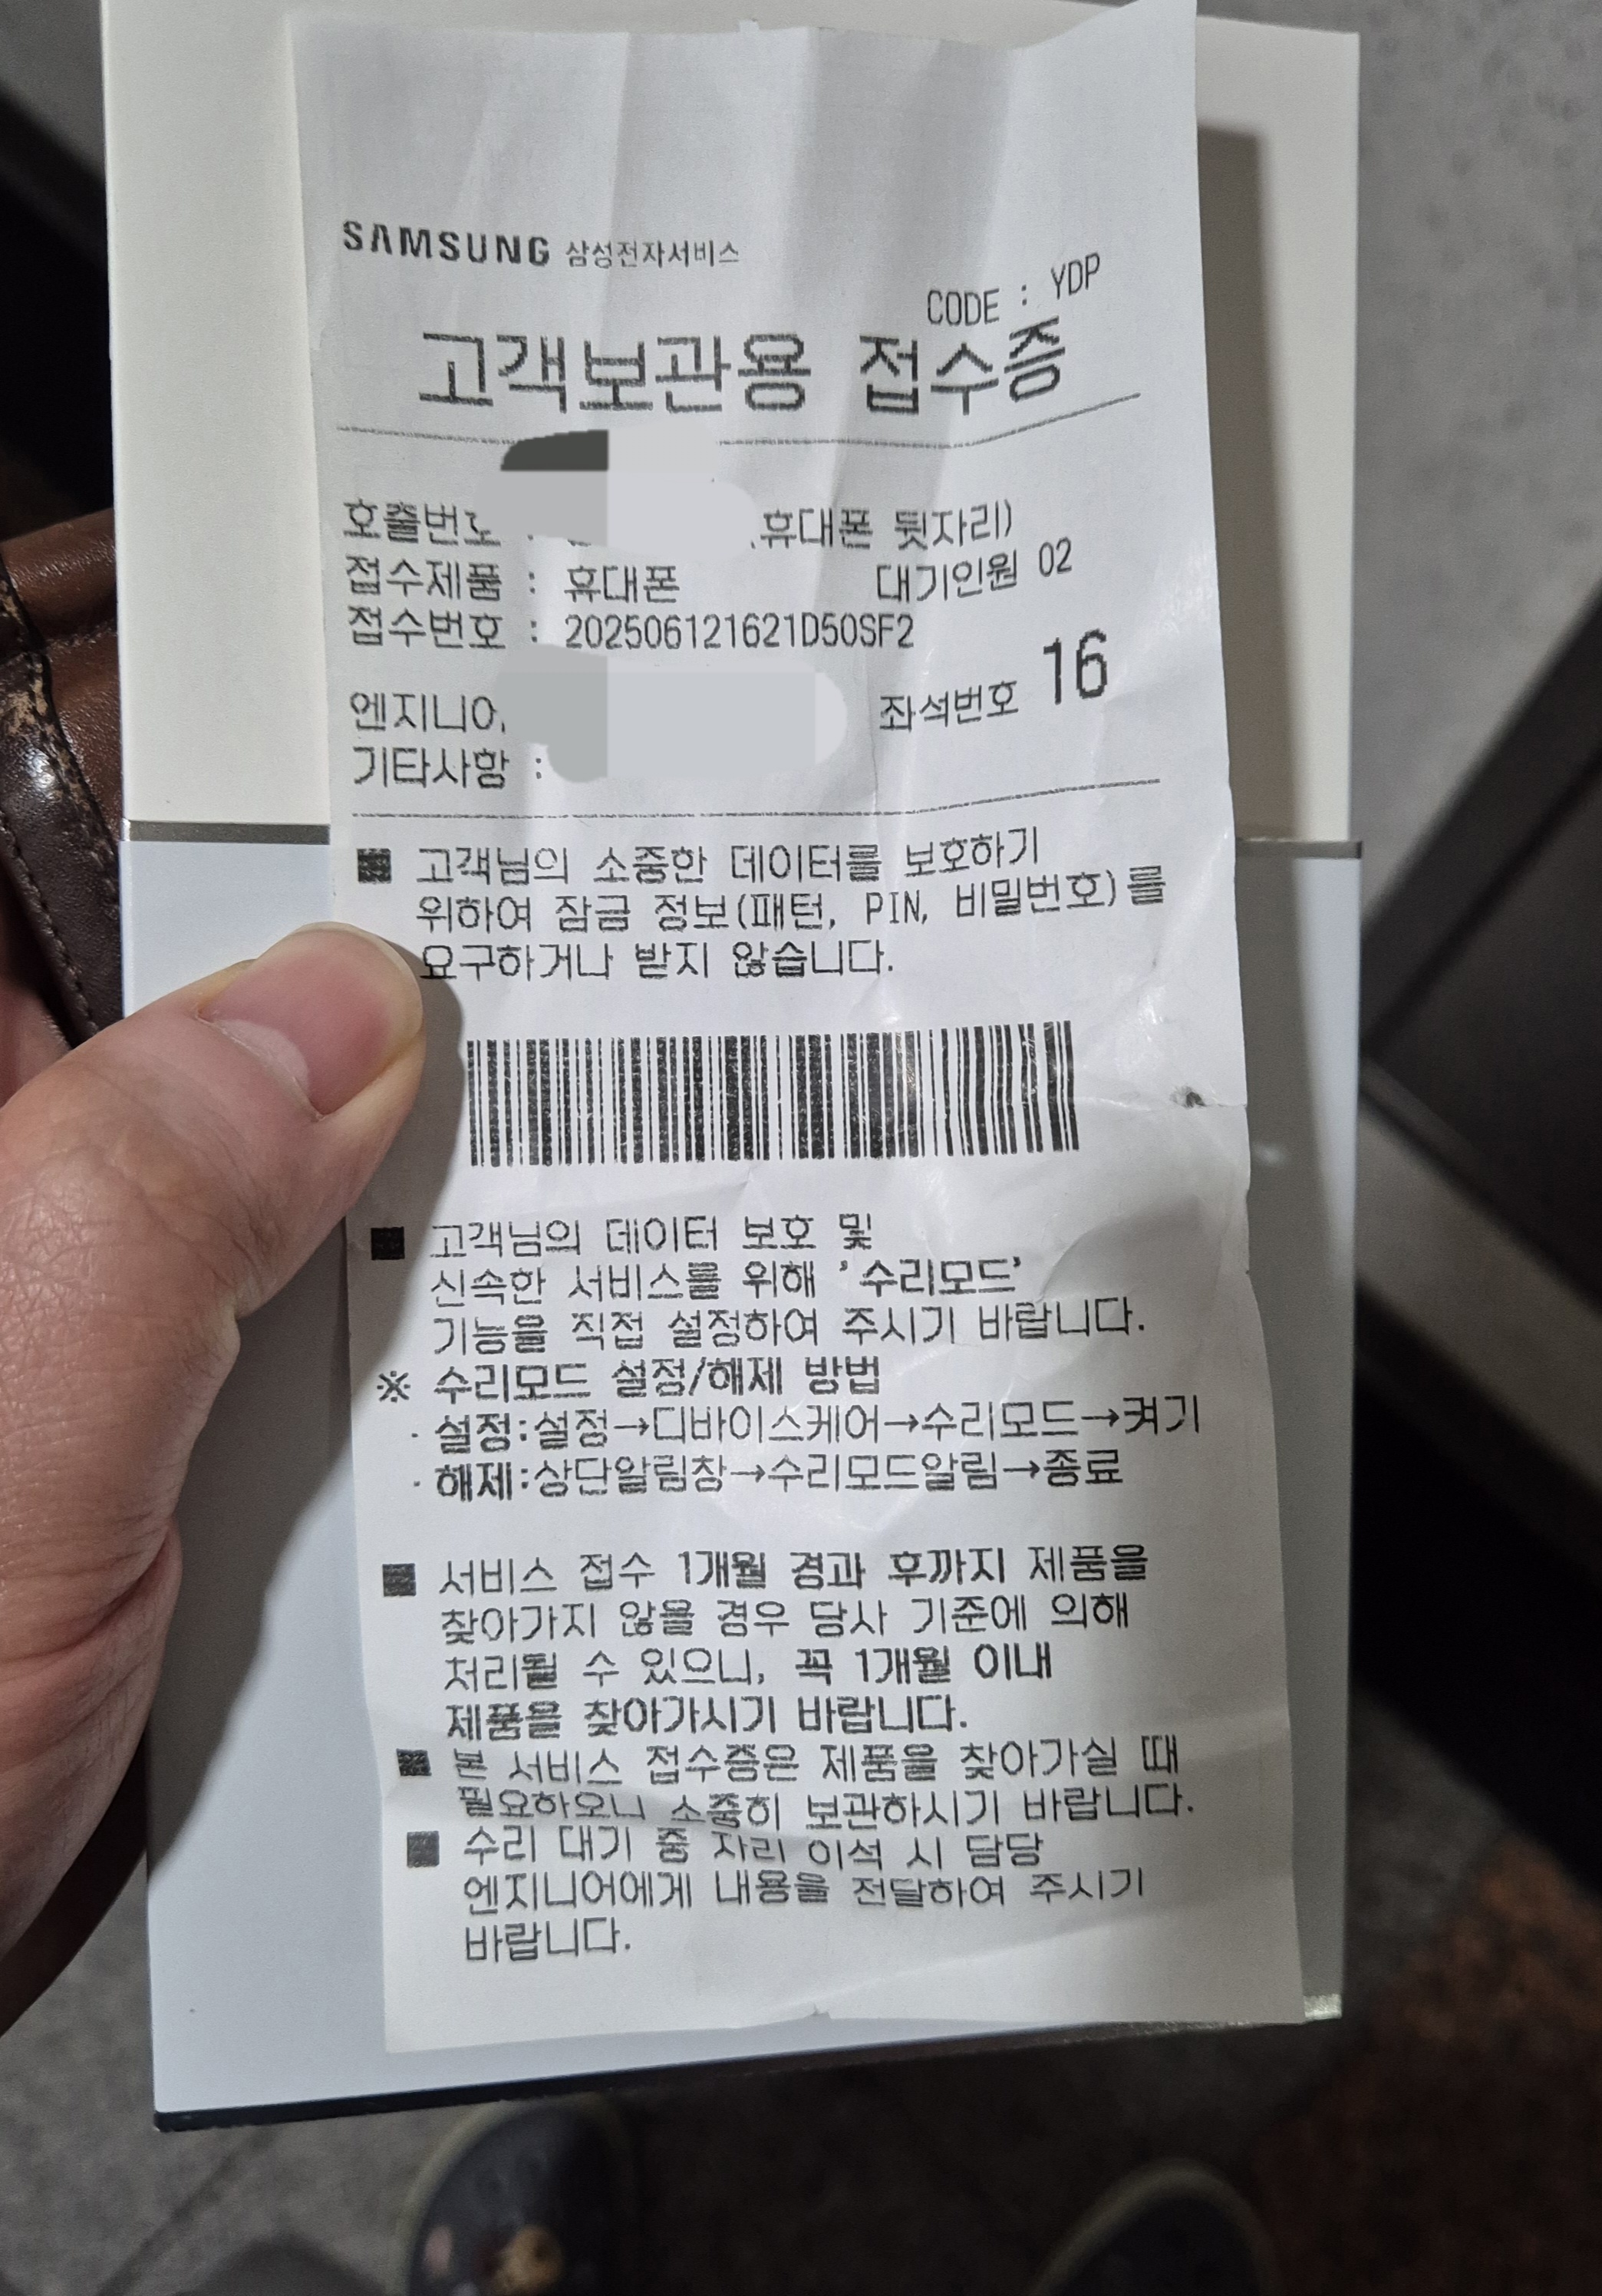 SAMSUNG 삼성전자서비스
CODE : YDP
고객보관용 접수증
호출번호 : 휴대폰 뒷자리)
접수제품 : 휴대폰 대기인원 02
접수번호 : 202506121621D50SF2
엔지니어 좌석번호 16
기타사항 :
■ 고객님의 소중한 데이터를 보호하기
위하여 잠금 정보(패턴, PIN, 비밀번호)를
요구하거나 받지 않습니다.
■ 고객님의 데이터 보호 및
신속한 서비스를 위해 '수리모드'
기능을 직접 설정하여 주시기 바랍니다.
※ 수리모드 설정/해제 방법
· 설정:설정→디바이스케어→수리모드→켜기
· 해제:상단알림창→수리모드알림→종료
■ 서비스 접수 1개월 경과 후까지 제품을
찾아가지 않을 경우 당사 기준에 의해
처리될 수 있으니, 꼭 1개월 이내
제품을 찾아가시기 바랍니다.
■ 본 서비스 접수증은 제품을 찾아가실 때
필요하오니 소중히 보관하시기 바랍니다.
■ 수리 대기 중 자리 이석 시 담당
엔지니어에게 내용을 전달하여 주시기
바랍니다.